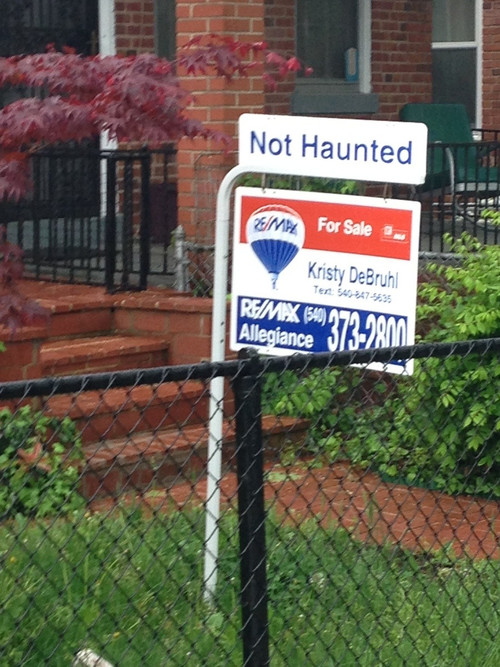 Not Haunted
RE/MAX
For Sale
Kristy DeBruhl
Text: 540-847-5635
RE/MAX (540)
Allegiance 373-2800